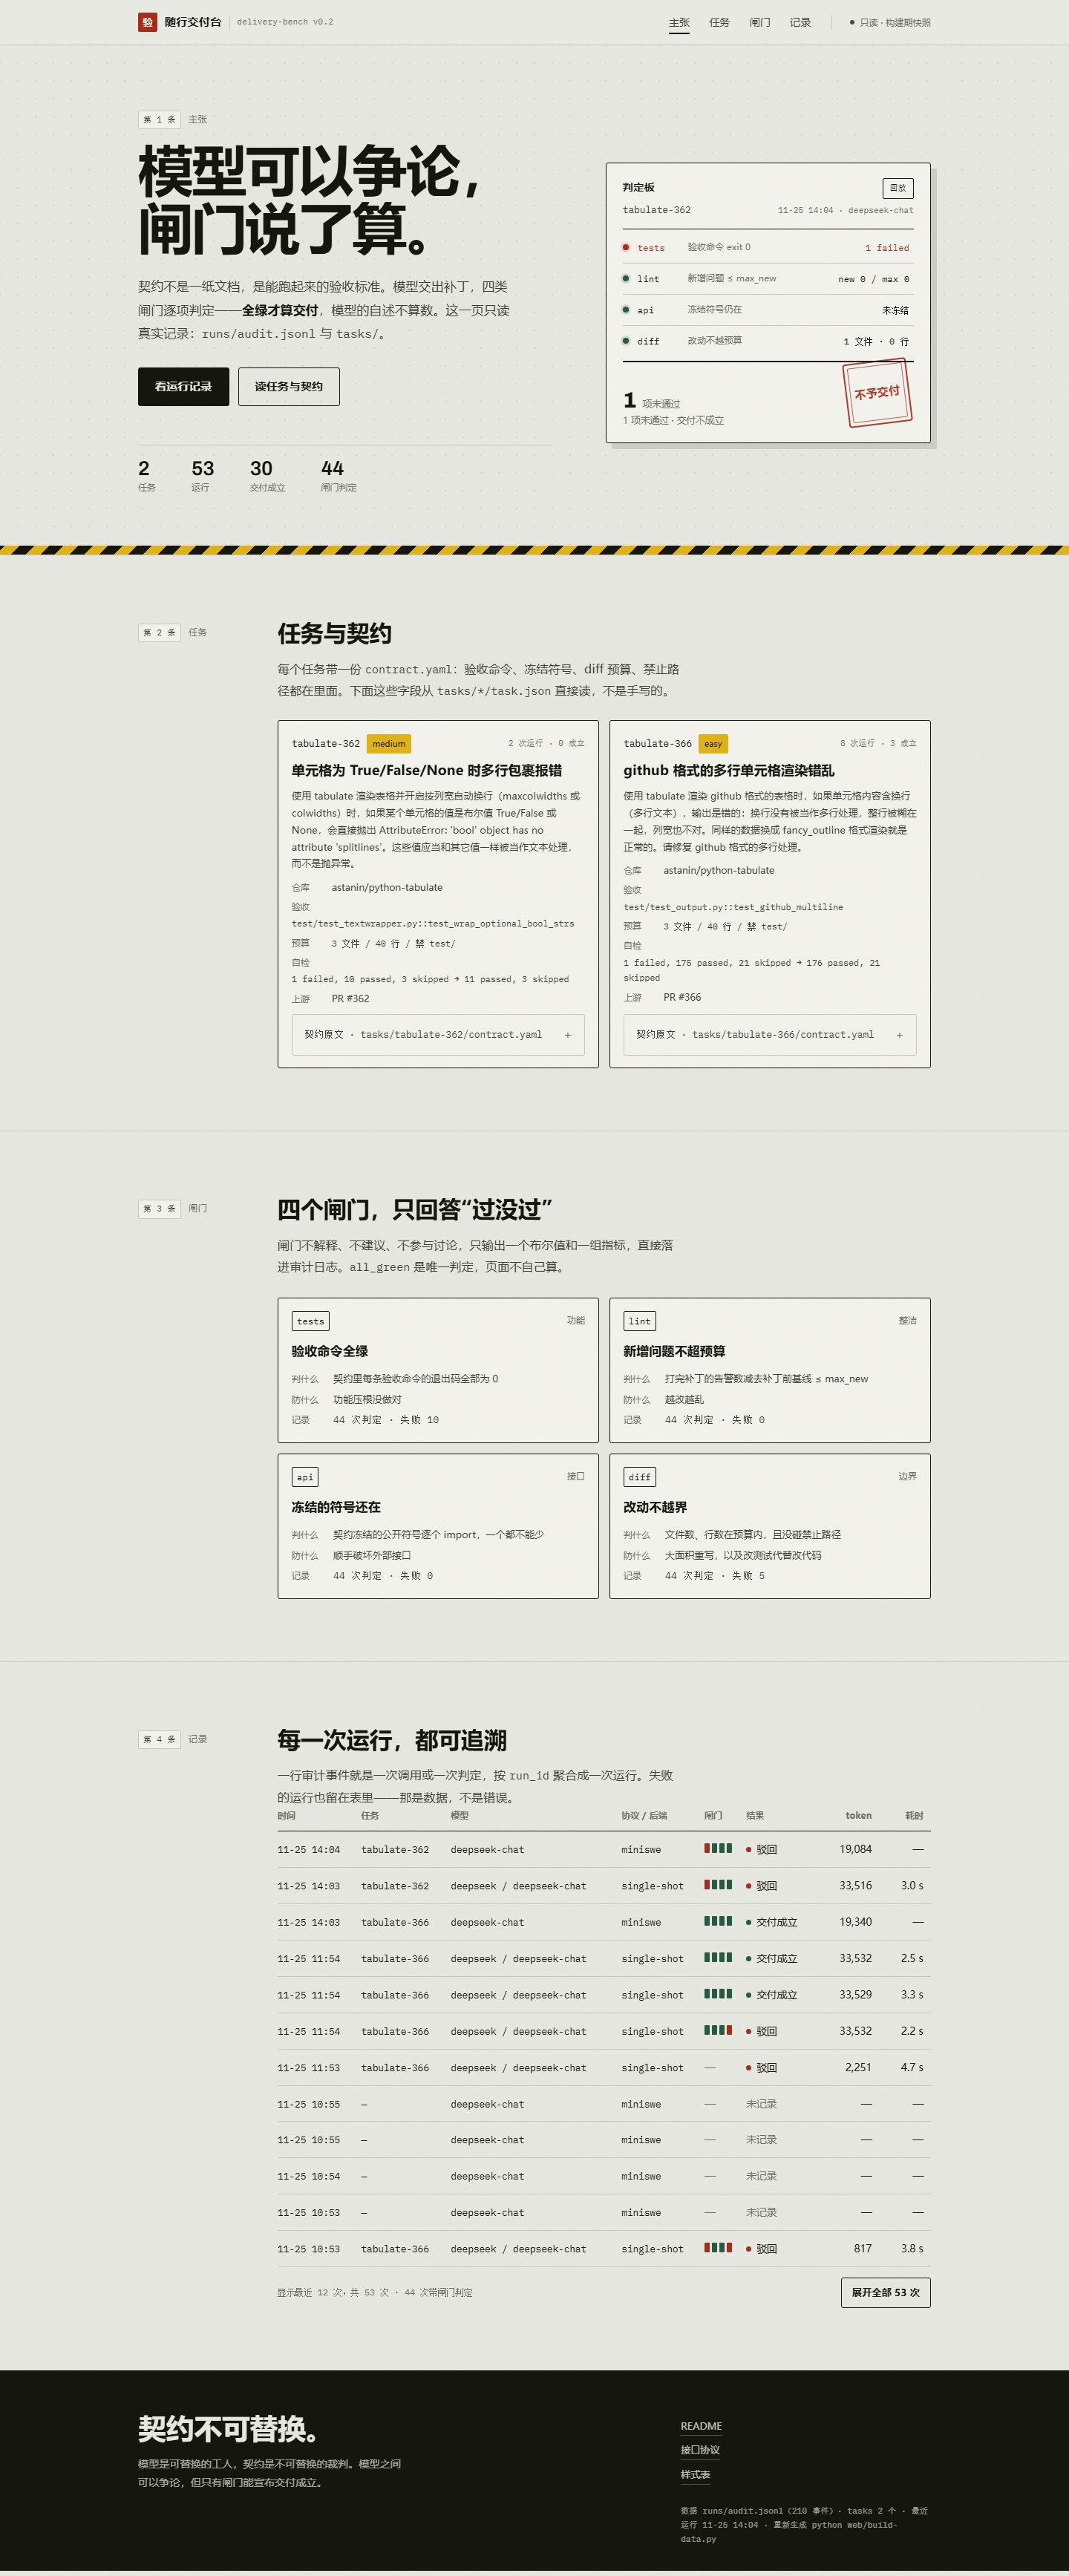 验 随行交付台 delivery-bench v0.2 主张 任务 闸门 记录 只读 · 构建期快照
第 1 条 主张
模型可以争论，
闸门说了算。
契约不是一纸文档，是能跑起来的验收标准。模型交出补丁，四类
闸门逐项判定——全绿才算交付，模型的自述不算数。这一页只读
真实记录：runs/audit.jsonl 与 tasks/。
看运行记录 读任务与契约
2 53 30 44
任务 运行 交付成立 闸门判定
判定板 回放
tabulate-362 11-25 14:04 · deepseek-chat
tests 验收命令 exit 0 1 failed
lint 新增问题 ≤ max_new new 0 / max 0
api 冻结符号仍在 未冻结
diff 改动不越预算 1 文件 · 0 行
1 项未通过
1 项未通过 · 交付不成立
不予交付
第 2 条 任务
任务与契约
每个任务带一份 contract.yaml：验收命令、冻结符号、diff 预算、禁止路
径都在里面。下面这些字段从 tasks/*/task.json 直接读，不是手写的。
tabulate-362 medium 2 次运行 · 0 成立
单元格为 True/False/None 时多行包裹报错
使用 tabulate 渲染表格并开启按列宽自动换行（maxcolwidths 或
colwidths）时，如果某个单元格的值是布尔值 True/False 或
None，会直接抛出 AttributeError: 'bool' object has no
attribute 'splitlines'。这些值应当和其它值一样被当作文本处理，
而不是抛异常。
仓库 astanin/python-tabulate
验收
test/test_textwrapper.py::test_wrap_optional_bool_strs
预算 3 文件 / 40 行 / 禁 test/
自检
1 failed, 10 passed, 3 skipped → 11 passed, 3 skipped
上游 PR #362
契约原文 · tasks/tabulate-362/contract.yaml +
tabulate-366 easy 8 次运行 · 3 成立
github 格式的多行单元格渲染错乱
使用 tabulate 渲染 github 格式的表格时，如果单元格内容含换行
（多行文本），输出是错的：换行没有被当作多行处理，整行被糊在
一起，列宽也不对。同样的数据换成 fancy_outline 格式渲染就是
正常的。请修复 github 格式的多行处理。
仓库 astanin/python-tabulate
验收
test/test_output.py::test_github_multiline
预算 3 文件 / 40 行 / 禁 test/
自检
1 failed, 175 passed, 21 skipped → 176 passed, 21
skipped
上游 PR #366
契约原文 · tasks/tabulate-366/contract.yaml +
第 3 条 闸门
四个闸门，只回答“过没过”
闸门不解释、不建议、不参与讨论，只输出一个布尔值和一组指标，直接落
进审计日志。all_green 是唯一判定，页面不自己算。
tests 功能
验收命令全绿
判什么 契约里每条验收命令的退出码全部为 0
防什么 功能压根没做对
记录 44 次判定 · 失败 10
lint 整洁
新增问题不超预算
判什么 打完补丁的告警数减去补丁前基线 ≤ max_new
防什么 越改越乱
记录 44 次判定 · 失败 0
api 接口
冻结的符号还在
判什么 契约冻结的公开符号逐个 import，一个都不能少
防什么 顺手破坏外部接口
记录 44 次判定 · 失败 0
diff 边界
改动不越界
判什么 文件数、行数在预算内，且没碰禁止路径
防什么 大面积重写，以及改测试代替改代码
记录 44 次判定 · 失败 5
第 4 条 记录
每一次运行，都可追溯
一行审计事件就是一次调用或一次判定，按 run_id 聚合成一次运行。失败
的运行也留在表里——那是数据，不是错误。
时间 任务 模型 协议 / 后端 闸门 结果 token 耗时
11-25 14:04 tabulate-362 deepseek-chat miniswe 驳回 19,084 —
11-25 14:03 tabulate-362 deepseek / deepseek-chat single-shot 驳回 33,516 3.0 s
11-25 14:03 tabulate-366 deepseek-chat miniswe 交付成立 19,340 —
11-25 11:54 tabulate-366 deepseek / deepseek-chat single-shot 交付成立 33,532 2.5 s
11-25 11:54 tabulate-366 deepseek / deepseek-chat single-shot 交付成立 33,529 3.3 s
11-25 11:54 tabulate-366 deepseek / deepseek-chat single-shot 驳回 33,532 2.2 s
11-25 11:53 tabulate-366 deepseek / deepseek-chat single-shot — 驳回 2,251 4.7 s
11-25 10:55 — deepseek-chat miniswe — 未记录 — —
11-25 10:55 — deepseek-chat miniswe — 未记录 — —
11-25 10:54 — deepseek-chat miniswe — 未记录 — —
11-25 10:53 — deepseek-chat miniswe — 未记录 — —
11-25 10:53 tabulate-366 deepseek / deepseek-chat single-shot 驳回 817 3.8 s
显示最近 12 次，共 53 次 · 44 次带闸门判定 展开全部 53 次
契约不可替换。
模型是可替换的工人，契约是不可替换的裁判。模型之间
可以争论，但只有闸门能宣布交付成立。
README
接口协议
样式表
数据 runs/audit.jsonl（210 事件）· tasks 2 个 · 最近
运行 11-25 14:04 · 重新生成 python web/build-
data.py